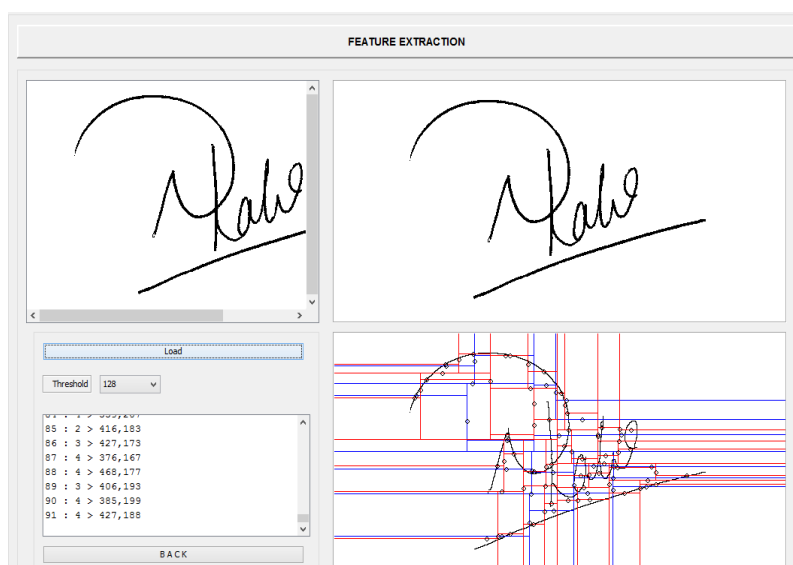 FEATURE EXTRACTION
Load
Threshold
128
85 : 2 > 416,183
86 : 3 > 427,173
87 : 4 > 376,167
88 : 4 > 468,177
89 : 3 > 406,193
90 : 4 > 385,199
91 : 4 > 427,188
BACK